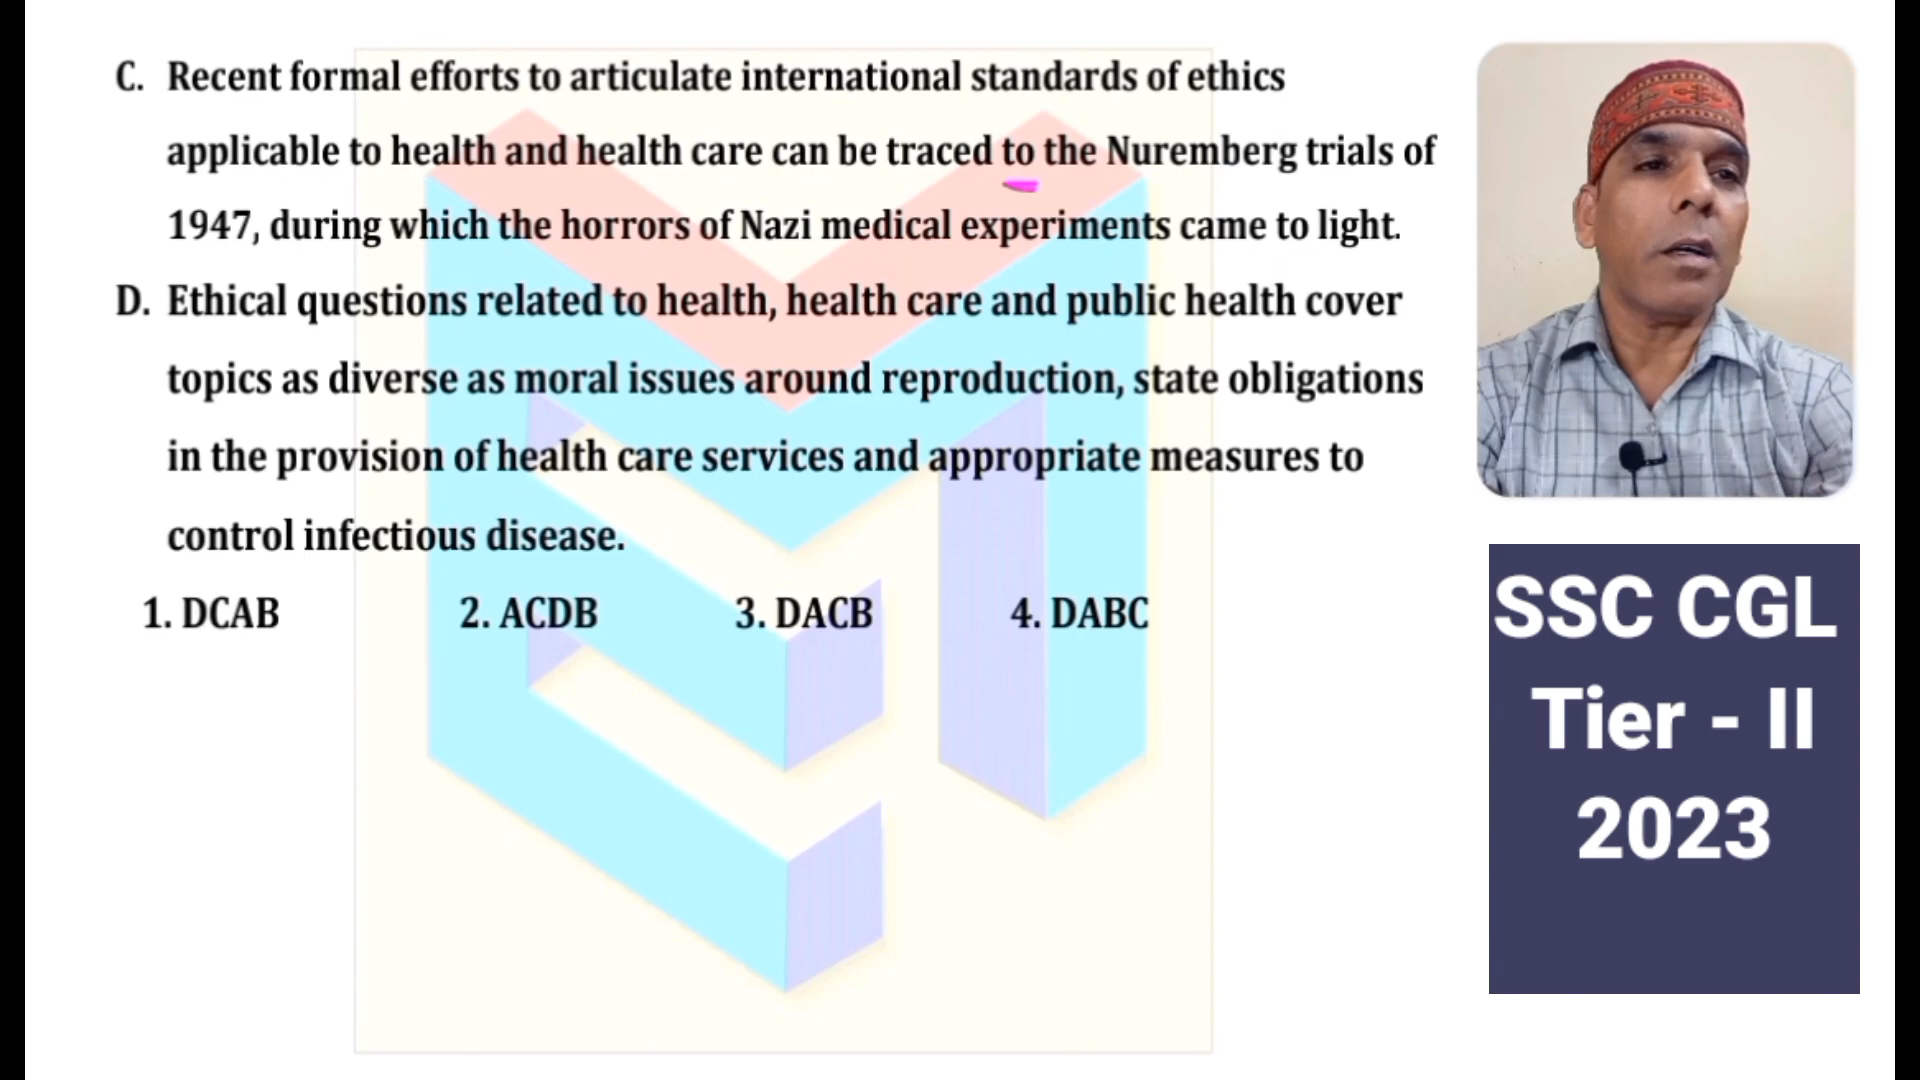 C. Recent formal efforts to articulate international standards of ethics
applicable to health and health care can be traced to the Nuremberg trials of
1947, during which the horrors of Nazi medical experiments came to light.
D. Ethical questions related to health, health care and public health cover
topics as diverse as moral issues around reproduction, state obligations
in the provision of health care services and appropriate measures to
control infectious disease.
1. DCAB 2. ACDB 3. DACB 4. DABC
SSC CGL
Tier - II
2023